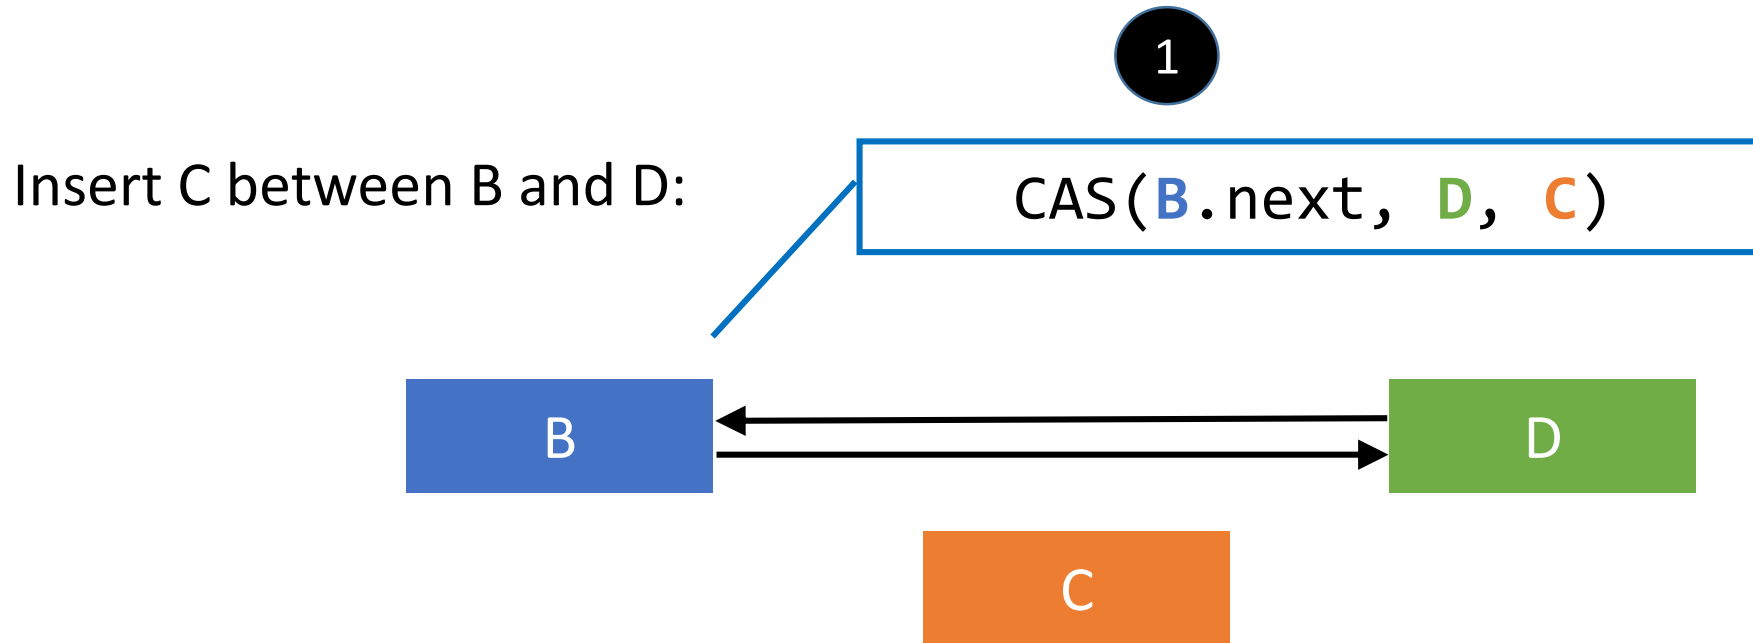 1
Insert C between B and D:
CAS(B.next, D, C)
B
D
C